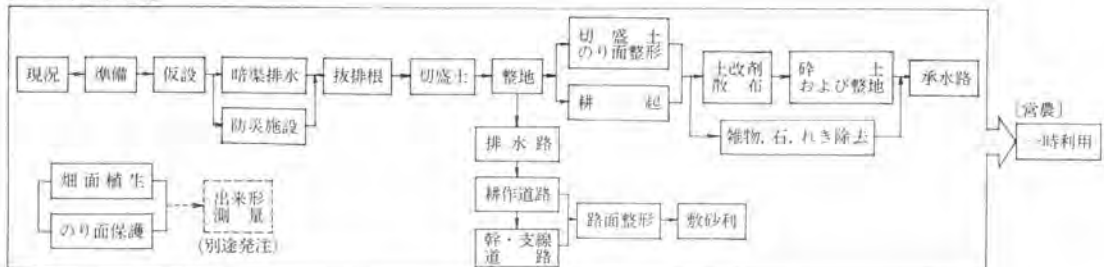 現況
準備
仮設
暗渠排水
防災施設
抜排根
切盛土
整地
切盛土
のり面整形
耕起
土改剤
散布
砕土
および整地
承水路
雑物,石,れき除去
排水路
耕作道路
幹・支線
道路
路面整形
敷砂利
畑面植生
のり面保護
出来形
測量
(別途発注)
[営農]
一時利用